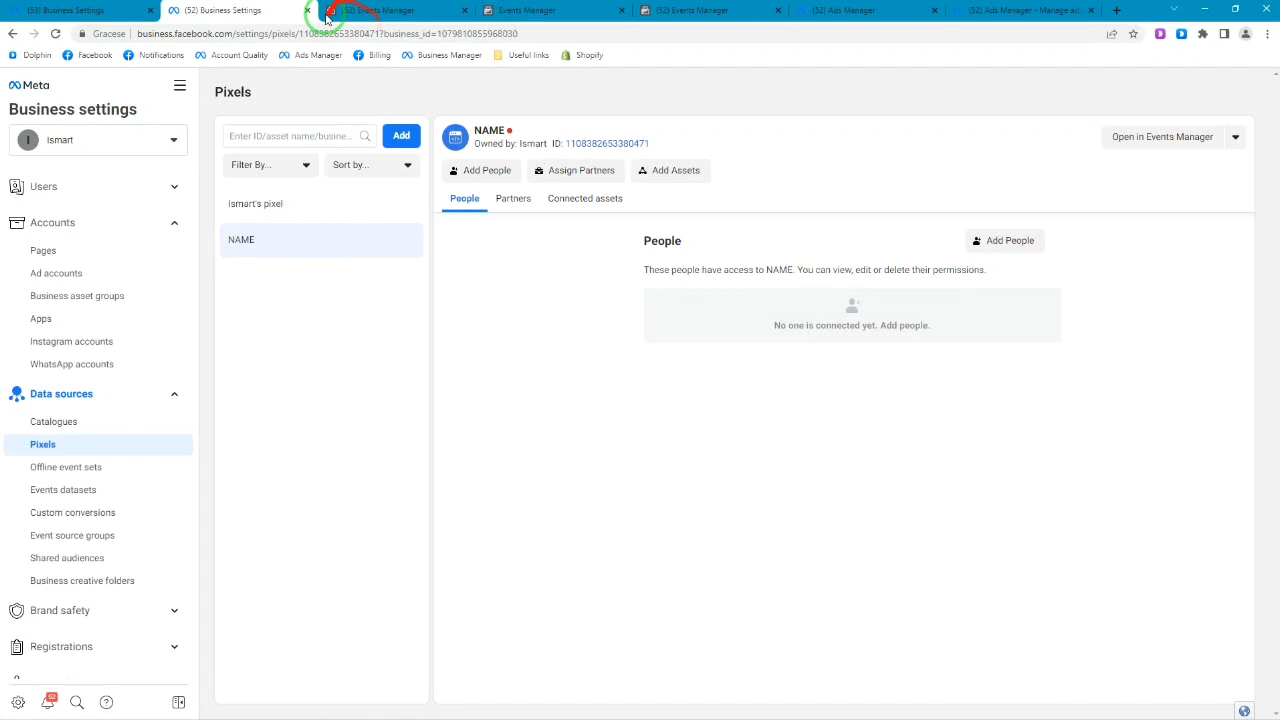 (53) Business Settings
(52) Business Settings
(52) Events Manager
Events Manager
(52) Events Manager
(52) Ads Manager
(52) Ads Manager - Manage ad
Gracese
business.facebook.com/settings/pixels/1108382653380471?business_id=1079810855968030
Dolphin
Facebook
Notifications
Account Quality
Ads Manager
Billing
Business Manager
Useful links
Shopify
Meta
Business settings
I
Ismart
Users
Accounts
Pages
Ad accounts
Business asset groups
Apps
Instagram accounts
WhatsApp accounts
Data sources
Catalogues
Pixels
Offline event sets
Events datasets
Custom conversions
Event source groups
Shared audiences
Business creative folders
Brand safety
Registrations
52
Pixels
Enter ID/asset name/busine...
Add
Filter By...
Sort by...
Ismart's pixel
NAME
NAME
Owned by: Ismart ID: 1108382653380471
Open in Events Manager
Add People
Assign Partners
Add Assets
People
Partners
Connected assets
People
Add People
These people have access to NAME. You can view, edit or delete their permissions.
No one is connected yet. Add people.